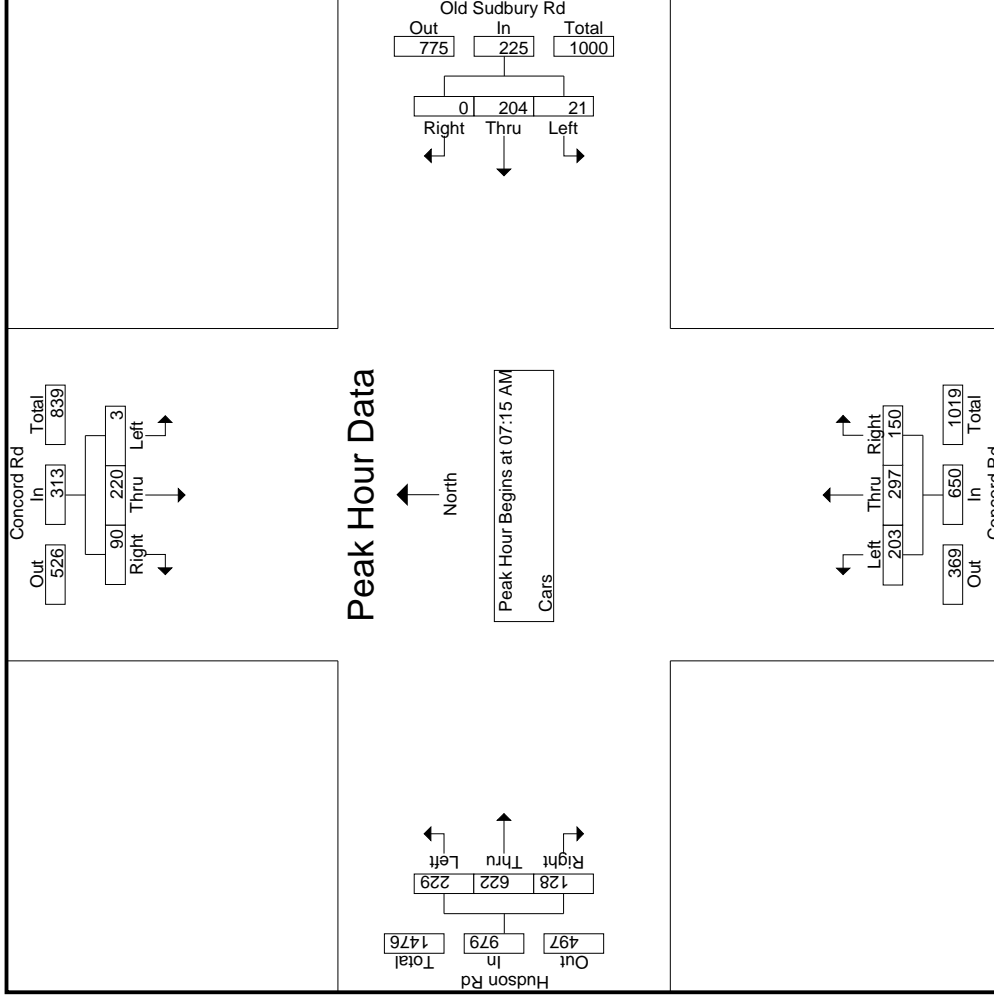 Old Sudbury Rd
Out In Total
775 225 1000
0 204 21
Right Thru Left
Concord Rd
Out In Total
526 313 839
90 220 3
Right Thru Left
Peak Hour Data
North
Peak Hour Begins at 07:15 AM
Cars
Left Thru Right
203 297 150
369 650 1019
Out In Total
Concord Rd
Left Thru Right
229 622 128
1476 979 497
Total In Out
Hudson Rd